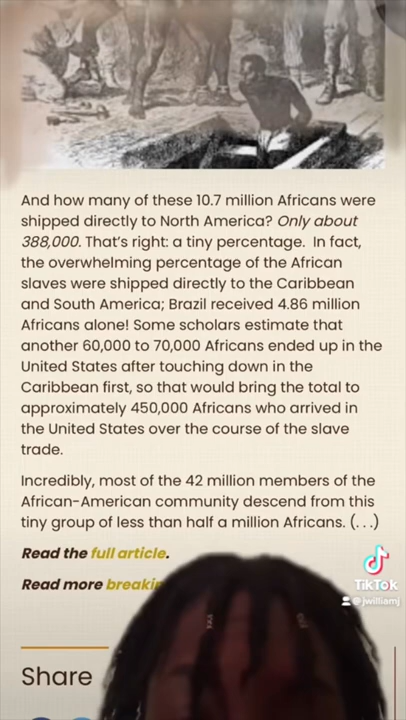 And how many of these 10.7 million Africans were
shipped directly to North America? Only about
388,000. That's right: a tiny percentage.  In fact,
the overwhelming percentage of the African
slaves were shipped directly to the Caribbean
and South America; Brazil received 4.86 million
Africans alone! Some scholars estimate that
another 60,000 to 70,000 Africans ended up in the
United States after touching down in the
Caribbean first, so that would bring the total to
approximately 450,000 Africans who arrived in
the United States over the course of the slave
trade.
Incredibly, most of the 42 million members of the
African-American community descend from this
tiny group of less than half a million Africans. (...)
Read the full article.
Read more
TikTok
@jwilliamj
Share